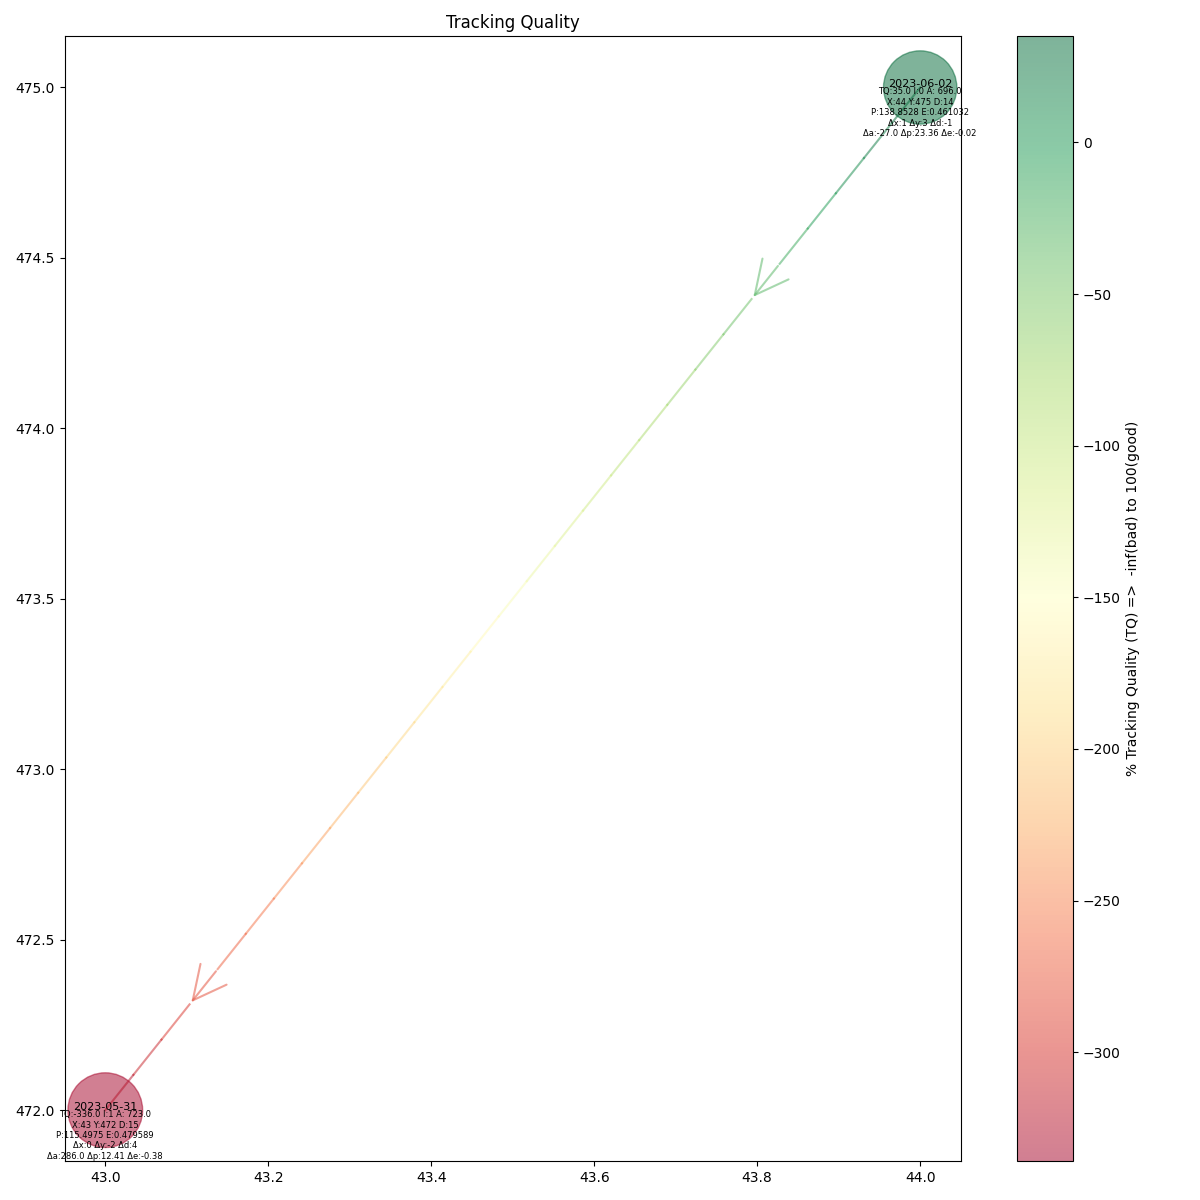 Tracking Quality
475.0
474.5
474.0
473.5
473.0
472.5
472.0
2023-06-02
TQ:35.0 I:0 A: 696.0
X:44 Y:475 D:14
P:138.8528 E:0.461032
Δx:1 Δy:3 Δd:-1
Δa:-27.0 Δp:23.36 Δe:-0.02
2023-05-31
TQ:-336.0 I:1 A: 723.0
X:43 Y:472 D:15
P:115.4975 E:0.479589
Δx:0 Δy:-2 Δd:4
Δa:286.0 Δp:12.41 Δe:-0.38
43.0 43.2 43.4 43.6 43.8 44.0
0
−50
−100
−150
−200
−250
−300
% Tracking Quality (TQ) => -inf(bad) to 100(good)